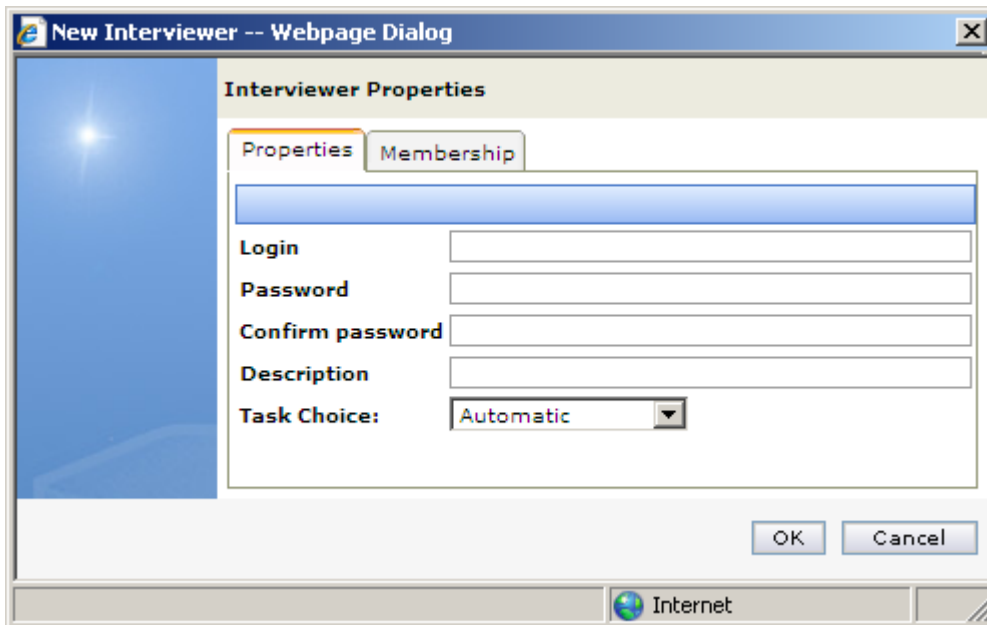 New Interviewer -- Webpage Dialog
Interviewer Properties
Properties Membership
Login
Password
Confirm password
Description
Task Choice: Automatic
OK Cancel
Internet